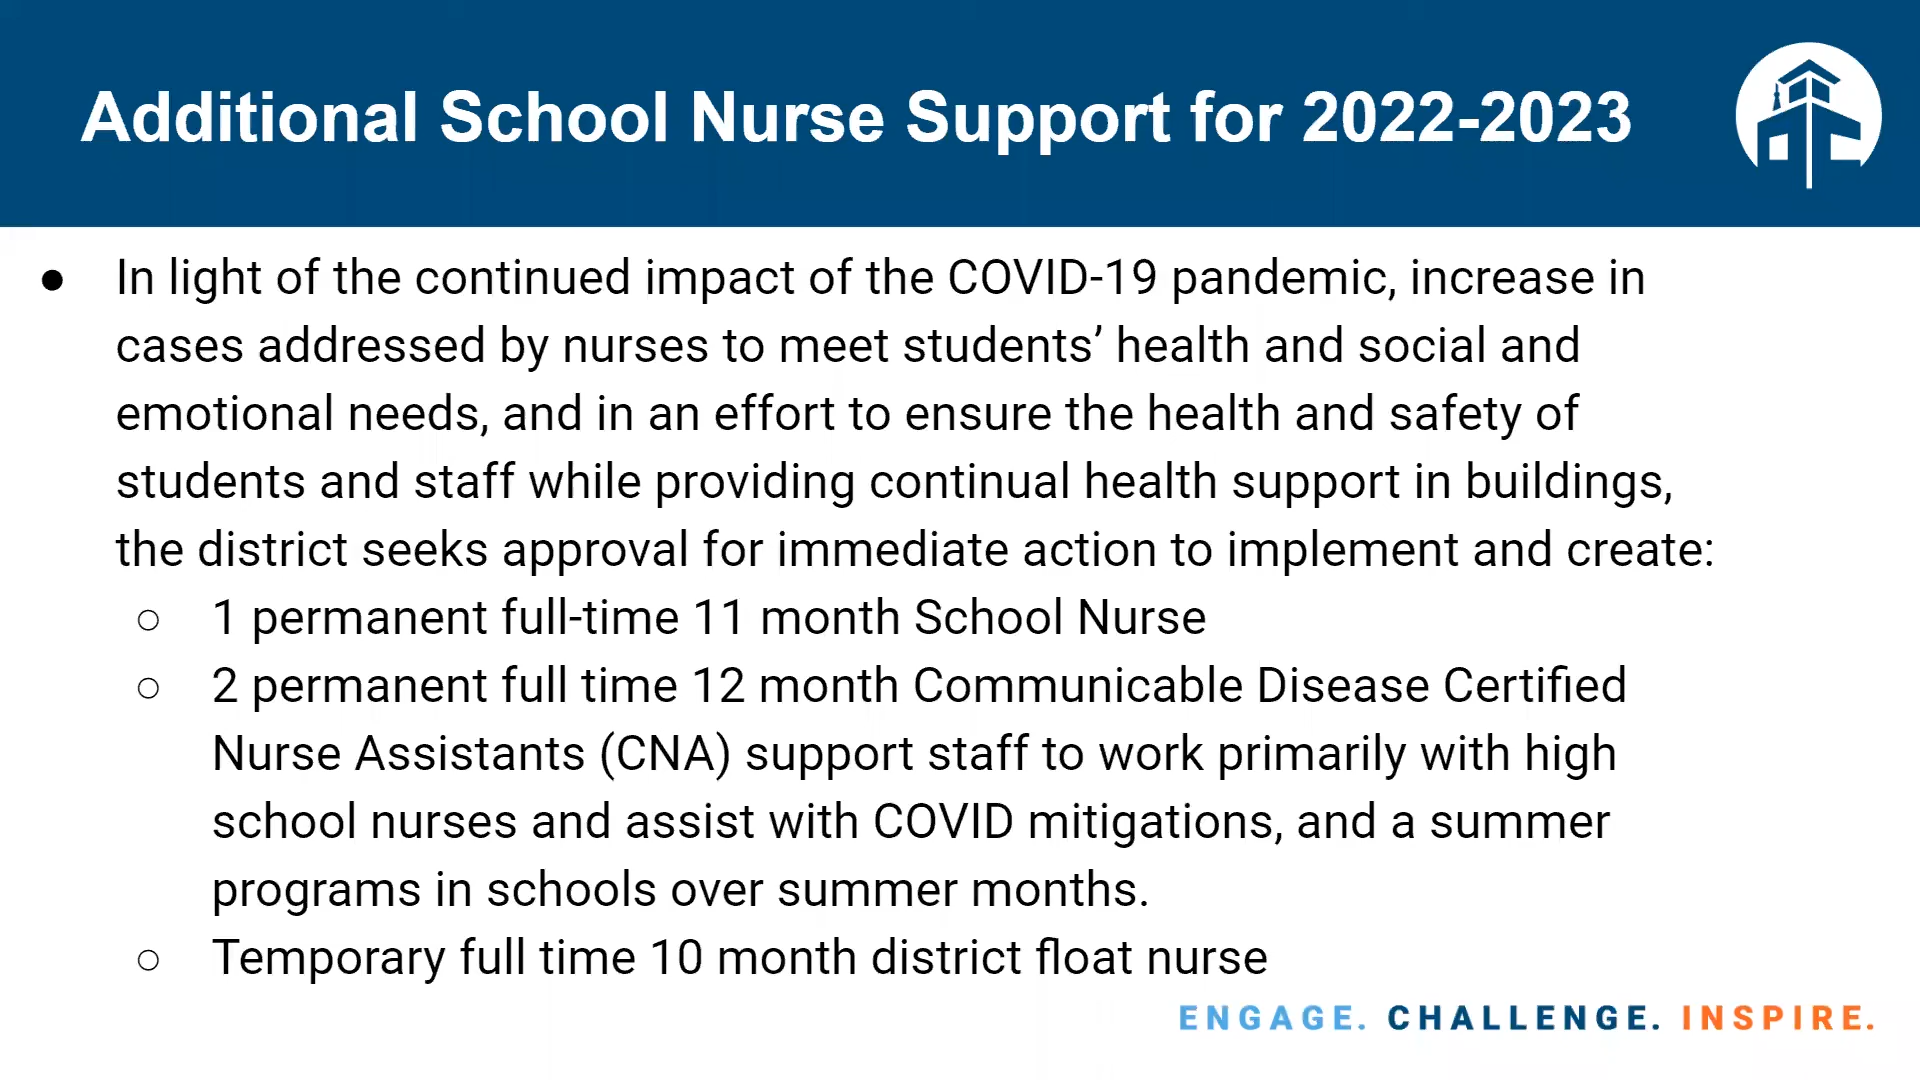 Additional School Nurse Support for 2022-2023
● In light of the continued impact of the COVID-19 pandemic, increase in
cases addressed by nurses to meet students’ health and social and
emotional needs, and in an effort to ensure the health and safety of
students and staff while providing continual health support in buildings,
the district seeks approval for immediate action to implement and create:
○ 1 permanent full-time 11 month School Nurse
○ 2 permanent full time 12 month Communicable Disease Certified
Nurse Assistants (CNA) support staff to work primarily with high
school nurses and assist with COVID mitigations, and a summer
programs in schools over summer months.
○ Temporary full time 10 month district float nurse
ENGAGE. CHALLENGE. INSPIRE.